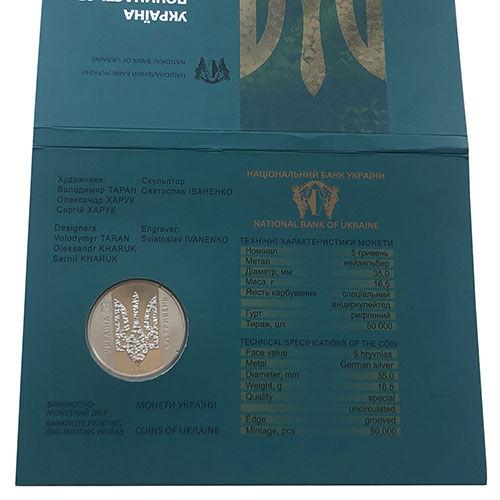 УКРАЇНА
НАЦІОНАЛЬНИЙ БАНК УКРАЇНИ
NATIONAL BANK OF UKRAINE
Художники:
Володимир ТАРАН
Олександр ХАРУК
Сергій ХАРУК
Скульптор
Святослав ІВАНЕНКО
Designers:
Volodymyr TARAN
Oleksandr KHARUK
Serhii KHARUK
Engraver:
Sviatoslav IVANENKO
БАНКНОТНО-
МОНЕТНИЙ ДВІР
BANKNOTE PRINTING
AND MINTING WORKS
МОНЕТИ УКРАЇНИ
COINS OF UKRAINE
НАЦІОНАЛЬНИЙ БАНК УКРАЇНИ
NATIONAL BANK OF UKRAINE
ТЕХНІЧНІ ХАРАКТЕРИСТИКИ МОНЕТИ
Номінал 5 гривень
Метал нейзильбер
Діаметр, мм 35,0
Маса, г 16,5
Якість карбування спеціальний
анциркулейтед
Гурт рифлений
Тираж, шт. 50 000
TECHNICAL SPECIFICATIONS OF THE COIN
Face value 5 hryvnias
Metal German silver
Diameter, mm 35.0
Weight, g 16.5
Quality special
uncirculated
Edge grooved
Mintage, pcs 50,000